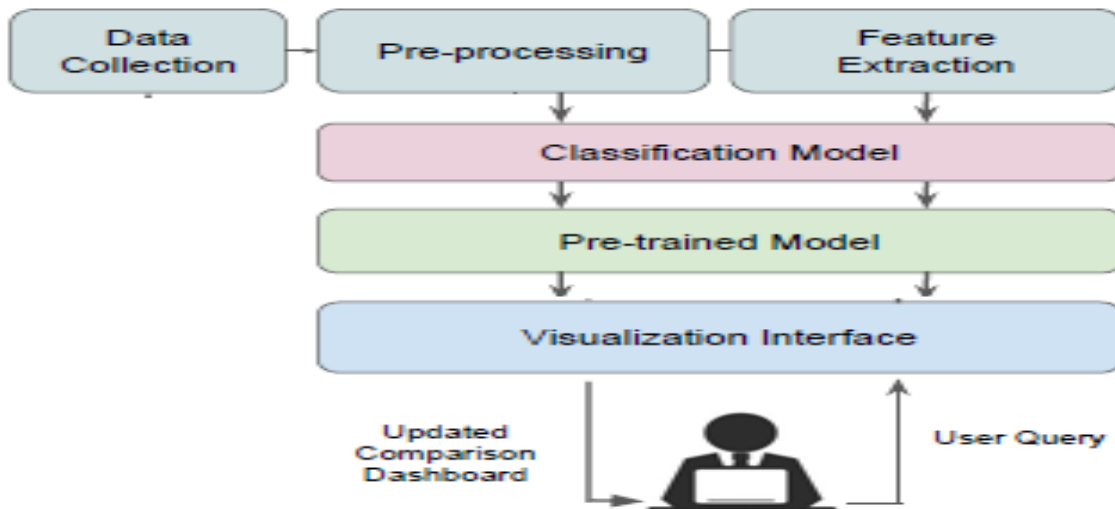 Data
Collection
Pre-processing
Feature
Extraction
Classification Model
Pre-trained Model
Visualization Interface
Updated
Comparison
Dashboard
User Query